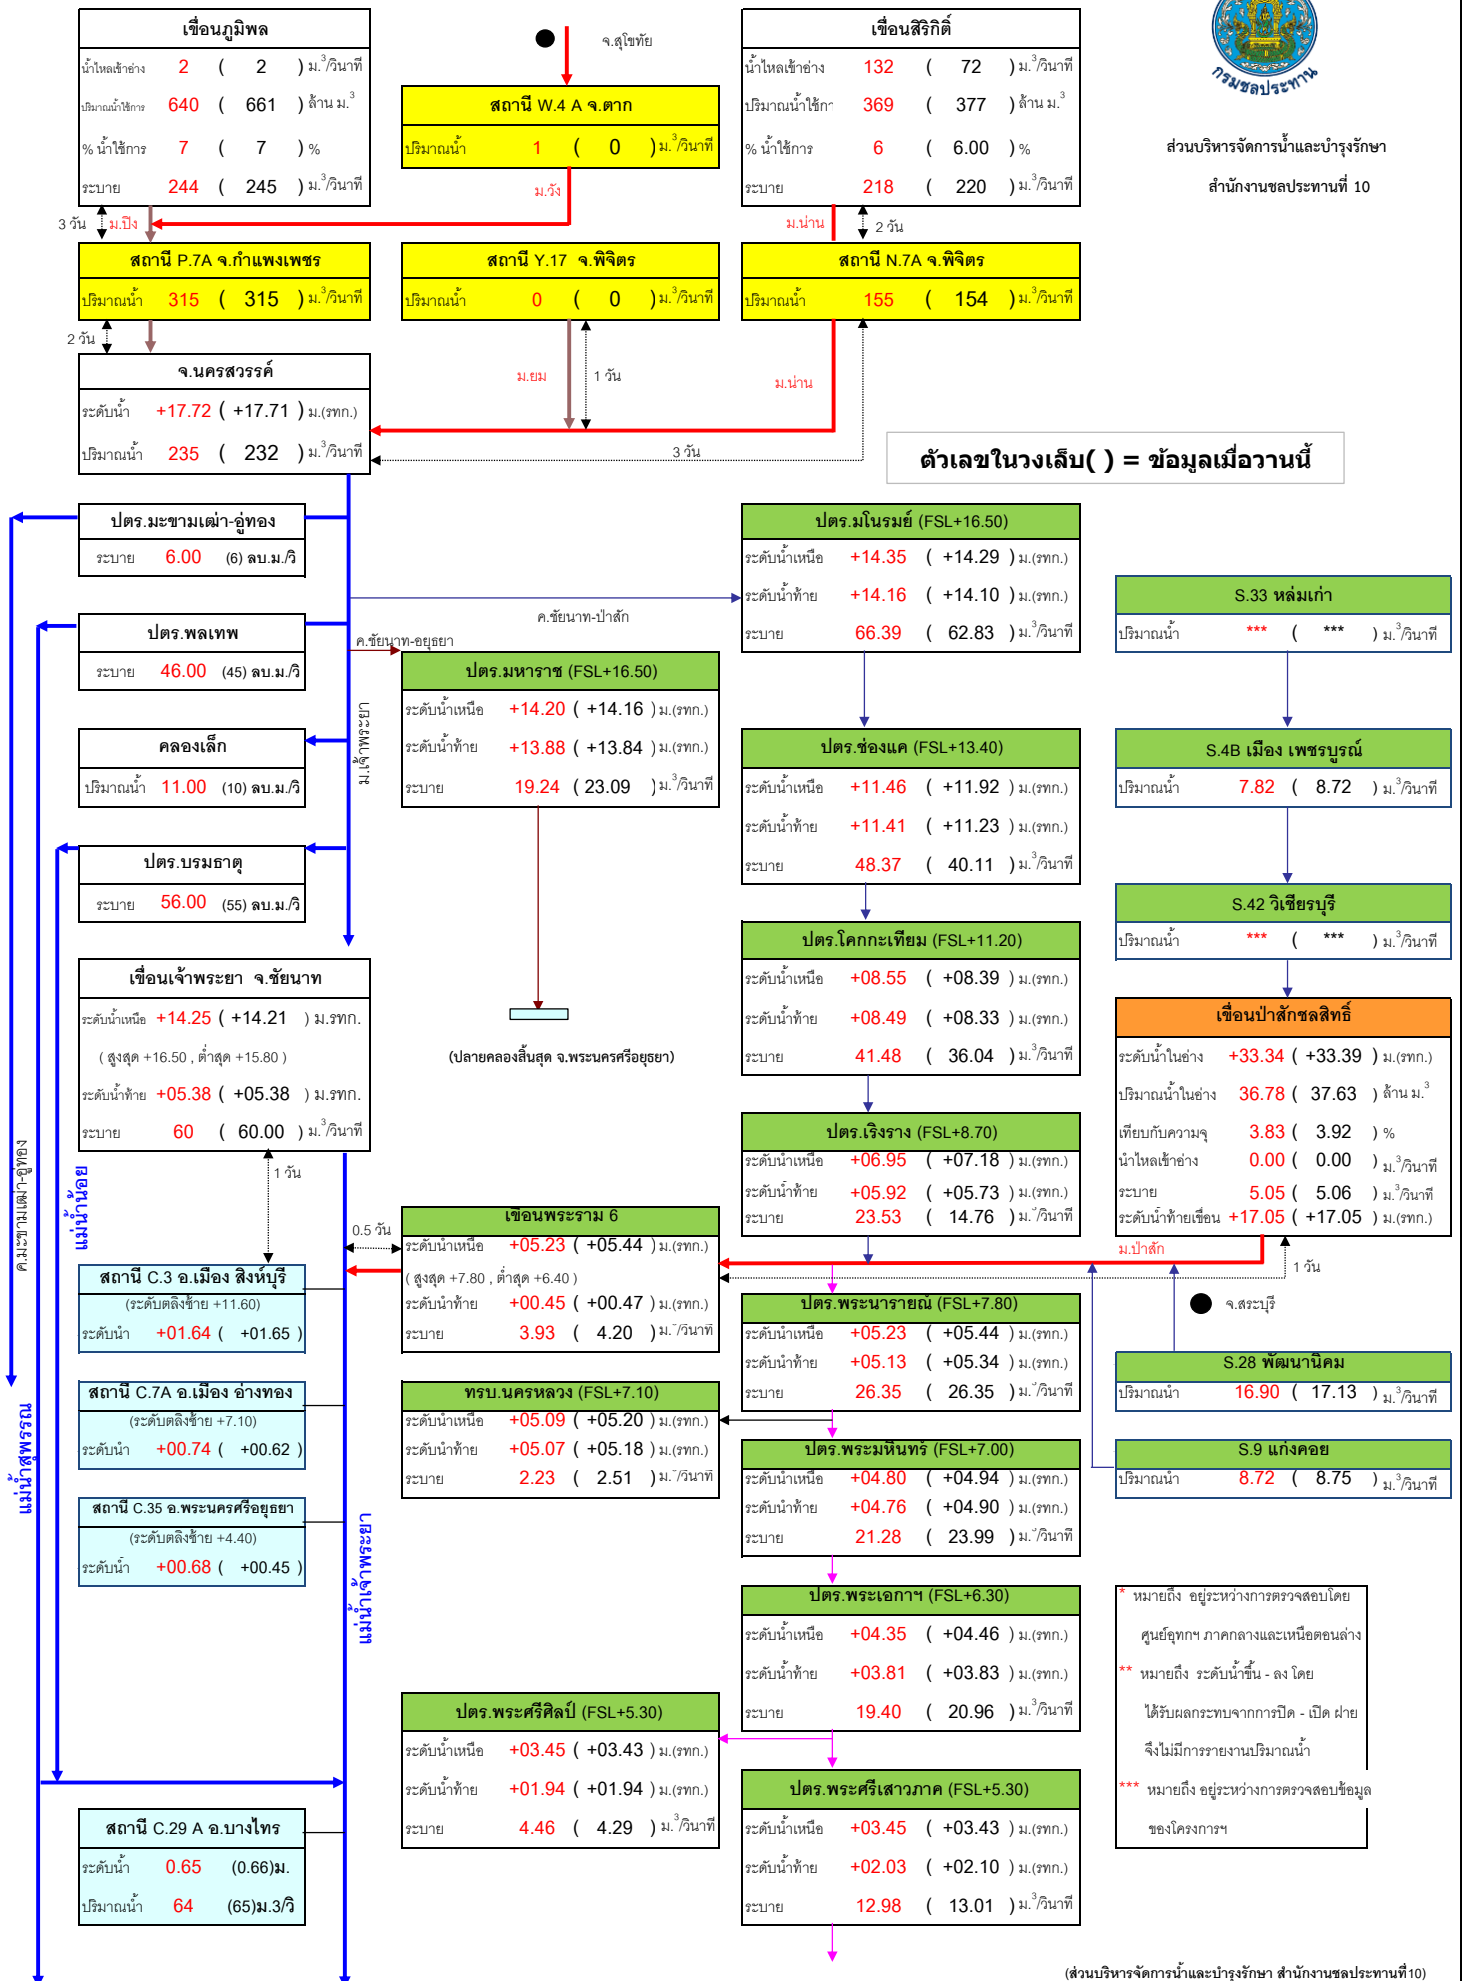 เขื่อนภูมิพล
น้ำไหลเข้าอ่าง 2 ( 2 ) ม.³/วินาที
ปริมาณน้ำใช้การ 640 ( 661 ) ล้าน ม.³
% น้ำใช้การ 7 ( 7 ) %
ระบาย 244 ( 245 ) ม.³/วินาที
จ.สุโขทัย
สถานี W.4 A จ.ตาก
ปริมาณน้ำ 1 ( 0 ) ม.³/วินาที
เขื่อนสิริกิติ์
น้ำไหลเข้าอ่าง 132 ( 72 ) ม.³/วินาที
ปริมาณน้ำใช้กา 369 ( 377 ) ล้าน ม.³
% น้ำใช้การ 6 ( 6.00 ) %
ระบาย 218 ( 220 ) ม.³/วินาที
กรมชลประทาน
ส่วนบริหารจัดการน้ำและบำรุงรักษา
สำนักงานชลประทานที่ 10
3 วัน ม.ปิง
ม.วัง
ม.น่าน 2 วัน
สถานี P.7A จ.กำแพงเพชร
ปริมาณน้ำ 315 ( 315 ) ม.³/วินาที
สถานี Y.17 จ.พิจิตร
ปริมาณน้ำ 0 ( 0 ) ม.³/วินาที
สถานี N.7A จ.พิจิตร
ปริมาณน้ำ 155 ( 154 ) ม.³/วินาที
2 วัน
ม.ยม 1 วัน
ม.น่าน
3 วัน
จ.นครสวรรค์
ระดับน้ำ +17.72 ( +17.71 ) ม.(รทก.)
ปริมาณน้ำ 235 ( 232 ) ม.³/วินาที
ตัวเลขในวงเล็บ( ) = ข้อมูลเมื่อวานนี้
ปตร.มะขามเฒ่า-อู่ทอง
ระบาย 6.00 (6) ลบ.ม./วิ
ปตร.พลเทพ
ระบาย 46.00 (45) ลบ.ม./วิ
คลองเล็ก
ปริมาณน้ำ 11.00 (10) ลบ.ม./วิ
ปตร.บรมธาตุ
ระบาย 56.00 (55) ลบ.ม./วิ
ค.ชัยนาท-ป่าสัก
ค.ชัยนาท-อยุธยา
ม.เจ้าพระยา
ปตร.มหาราช (FSL+16.50)
ระดับน้ำเหนือ +14.20 ( +14.16 ) ม.(รทก.)
ระดับน้ำท้าย +13.88 ( +13.84 ) ม.(รทก.)
ระบาย 19.24 ( 23.09 ) ม.³/วินาที
(ปลายคลองสิ้นสุด จ.พระนครศรีอยุธยา)
ปตร.มโนรมย์ (FSL+16.50)
ระดับน้ำเหนือ +14.35 ( +14.29 ) ม.(รทก.)
ระดับน้ำท้าย +14.16 ( +14.10 ) ม.(รทก.)
ระบาย 66.39 ( 62.83 ) ม.³/วินาที
ปตร.ช่องแค (FSL+13.40)
ระดับน้ำเหนือ +11.46 ( +11.92 ) ม.(รทก.)
ระดับน้ำท้าย +11.41 ( +11.23 ) ม.(รทก.)
ระบาย 48.37 ( 40.11 ) ม.³/วินาที
ปตร.โคกกะเทียม (FSL+11.20)
ระดับน้ำเหนือ +08.55 ( +08.39 ) ม.(รทก.)
ระดับน้ำท้าย +08.49 ( +08.33 ) ม.(รทก.)
ระบาย 41.48 ( 36.04 ) ม.³/วินาที
ปตร.เริงราง (FSL+8.70)
ระดับน้ำเหนือ +06.95 ( +07.18 ) ม.(รทก.)
ระดับน้ำท้าย +05.92 ( +05.73 ) ม.(รทก.)
ระบาย 23.53 ( 14.76 ) ม.³/วินาที
S.33 หล่มเก่า
ปริมาณน้ำ *** ( *** ) ม.³/วินาที
S.4B เมือง เพชรบูรณ์
ปริมาณน้ำ 7.82 ( 8.72 ) ม.³/วินาที
S.42 วิเชียรบุรี
ปริมาณน้ำ *** ( *** ) ม.³/วินาที
เขื่อนป่าสักชลสิทธิ์
ระดับน้ำในอ่าง +33.34 ( +33.39 ) ม.(รทก.)
ปริมาณน้ำในอ่าง 36.78 ( 37.63 ) ล้าน ม.³
เทียบกับความจุ 3.83 ( 3.92 ) %
น้ำไหลเข้าอ่าง 0.00 ( 0.00 ) ม.³/วินาที
ระบาย 5.05 ( 5.06 ) ม.³/วินาที
ระดับน้ำท้ายเขื่อน +17.05 ( +17.05 ) ม.(รทก.)
ม.ป่าสัก
1 วัน
จ.สระบุรี
เขื่อนเจ้าพระยา จ.ชัยนาท
ระดับน้ำเหนือ +14.25 ( +14.21 ) ม.รทก.
( สูงสุด +16.50 , ต่ำสุด +15.80 )
ระดับน้ำท้าย +05.38 ( +05.38 ) ม.รทก.
ระบาย 60 ( 60.00 ) ม.³/วินาที
1 วัน
0.5 วัน
ค.มะขามเฒ่า-อู่ทอง
แม่น้ำน้อย
แม่น้ำสุพรรณ
แม่น้ำเจ้าพระยา
เขื่อนพระราม 6
ระดับน้ำเหนือ +05.23 ( +05.44 ) ม.(รทก.)
( สูงสุด +7.80 , ต่ำสุด +6.40 )
ระดับน้ำท้าย +00.45 ( +00.47 ) ม.(รทก.)
ระบาย 3.93 ( 4.20 ) ม.³/วินาที
สถานี C.3 อ.เมือง สิงห์บุรี
(ระดับตลิ่งซ้าย +11.60)
ระดับน้ำ +01.64 ( +01.65 )
สถานี C.7A อ.เมือง อ่างทอง
(ระดับตลิ่งซ้าย +7.10)
ระดับน้ำ +00.74 ( +00.62 )
สถานี C.35 อ.พระนครศรีอยุธยา
(ระดับตลิ่งซ้าย +4.40)
ระดับน้ำ +00.68 ( +00.45 )
ทรบ.นครหลวง (FSL+7.10)
ระดับน้ำเหนือ +05.09 ( +05.20 ) ม.(รทก.)
ระดับน้ำท้าย +05.07 ( +05.18 ) ม.(รทก.)
ระบาย 2.23 ( 2.51 ) ม.³/วินาที
ปตร.พระนารายณ์ (FSL+7.80)
ระดับน้ำเหนือ +05.23 ( +05.44 ) ม.(รทก.)
ระดับน้ำท้าย +05.13 ( +05.34 ) ม.(รทก.)
ระบาย 26.35 ( 26.35 ) ม.³/วินาที
ปตร.พระมหินทร์ (FSL+7.00)
ระดับน้ำเหนือ +04.80 ( +04.94 ) ม.(รทก.)
ระดับน้ำท้าย +04.76 ( +04.90 ) ม.(รทก.)
ระบาย 21.28 ( 23.99 ) ม.³/วินาที
S.28 พัฒนานิคม
ปริมาณน้ำ 16.90 ( 17.13 ) ม.³/วินาที
S.9 แก่งคอย
ปริมาณน้ำ 8.72 ( 8.75 ) ม.³/วินาที
ปตร.พระเอกาฯ (FSL+6.30)
ระดับน้ำเหนือ +04.35 ( +04.46 ) ม.(รทก.)
ระดับน้ำท้าย +03.81 ( +03.83 ) ม.(รทก.)
ระบาย 19.40 ( 20.96 ) ม.³/วินาที
ปตร.พระศรีศิลป์ (FSL+5.30)
ระดับน้ำเหนือ +03.45 ( +03.43 ) ม.(รทก.)
ระดับน้ำท้าย +01.94 ( +01.94 ) ม.(รทก.)
ระบาย 4.46 ( 4.29 ) ม.³/วินาที
ปตร.พระศรีเสาวภาค (FSL+5.30)
ระดับน้ำเหนือ +03.45 ( +03.43 ) ม.(รทก.)
ระดับน้ำท้าย +02.03 ( +02.10 ) ม.(รทก.)
ระบาย 12.98 ( 13.01 ) ม.³/วินาที
* หมายถึง อยู่ระหว่างการตรวจสอบโดย
ศูนย์อุทกฯ ภาคกลางและเหนือตอนล่าง
** หมายถึง ระดับน้ำขึ้น - ลง โดย
ได้รับผลกระทบจากการปิด - เปิด ฝาย
จึงไม่มีการรายงานปริมาณน้ำ
*** หมายถึง อยู่ระหว่างการตรวจสอบข้อมูล
ของโครงการฯ
สถานี C.29 A อ.บางไทร
ระดับน้ำ 0.65 (0.66)ม.
ปริมาณน้ำ 64 (65)ม.3/วิ
(ส่วนบริหารจัดการน้ำและบำรุงรักษา สำนักงานชลประทานที่10)